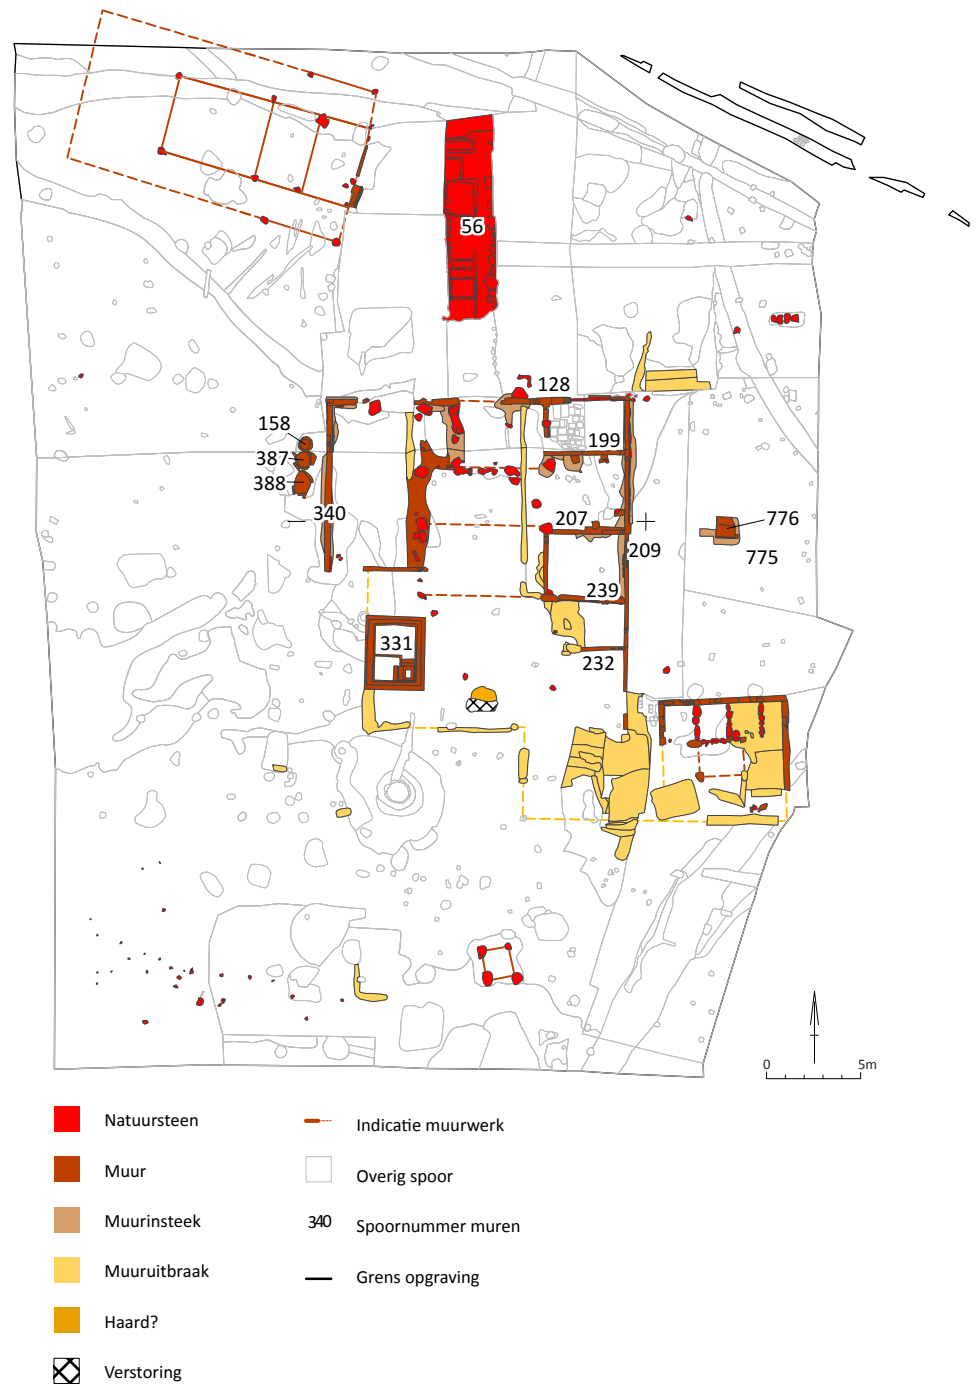 56
128
158
199
387
388
340
207
776
209
775
239
331
232
0 5m
Natuursteen
Muur
Muurinsteek
Muuruitbraak
Haard?
Verstoring
Indicatie muurwerk
Overig spoor
340 Spoornummer muren
Grens opgraving